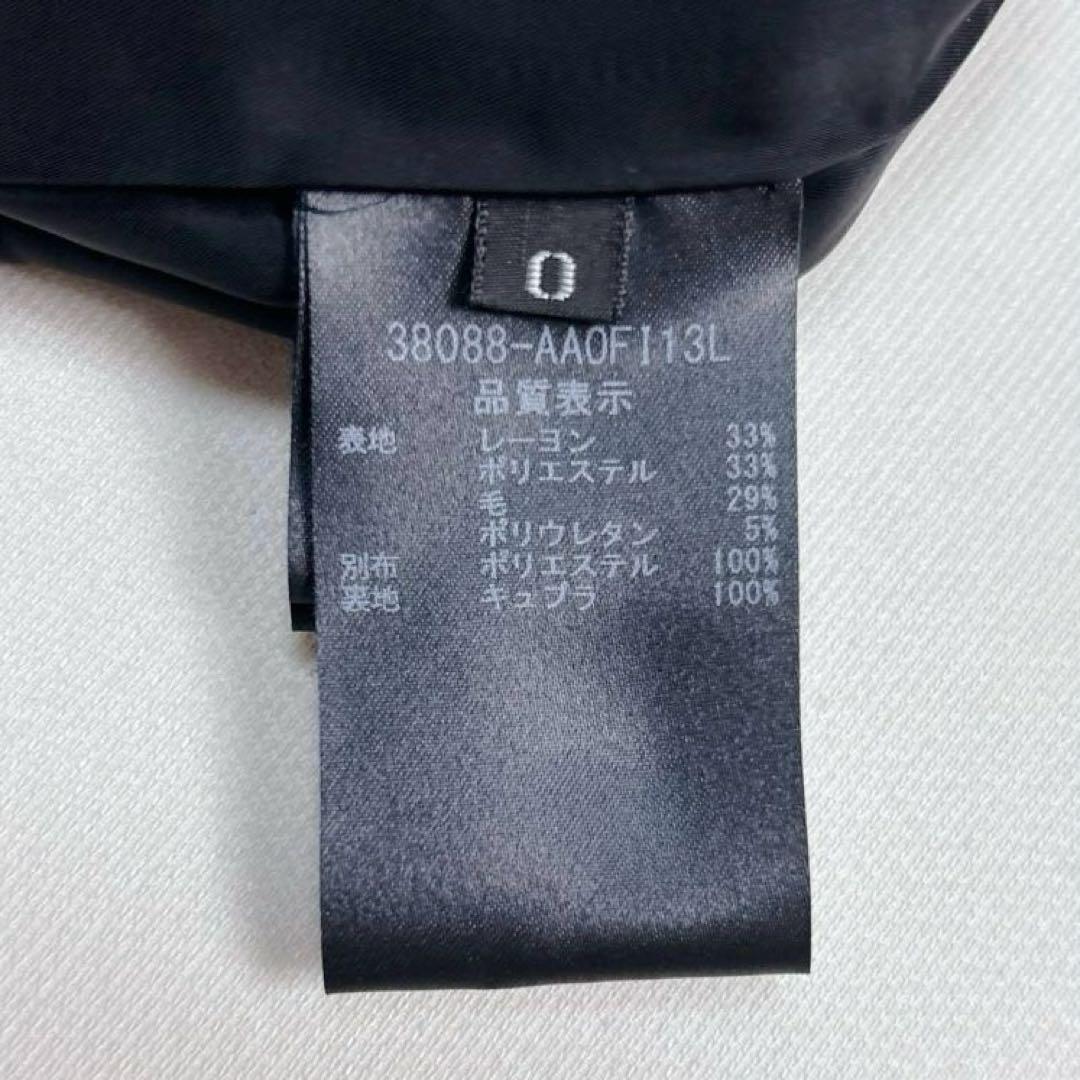 0
38088-AA0FI13L
品質表示
表地 レーヨン 33%
ポリエステル 33%
毛 29%
ポリウレタン 5%
別布 ポリエステル 100%
裏地 キュプラ 100%